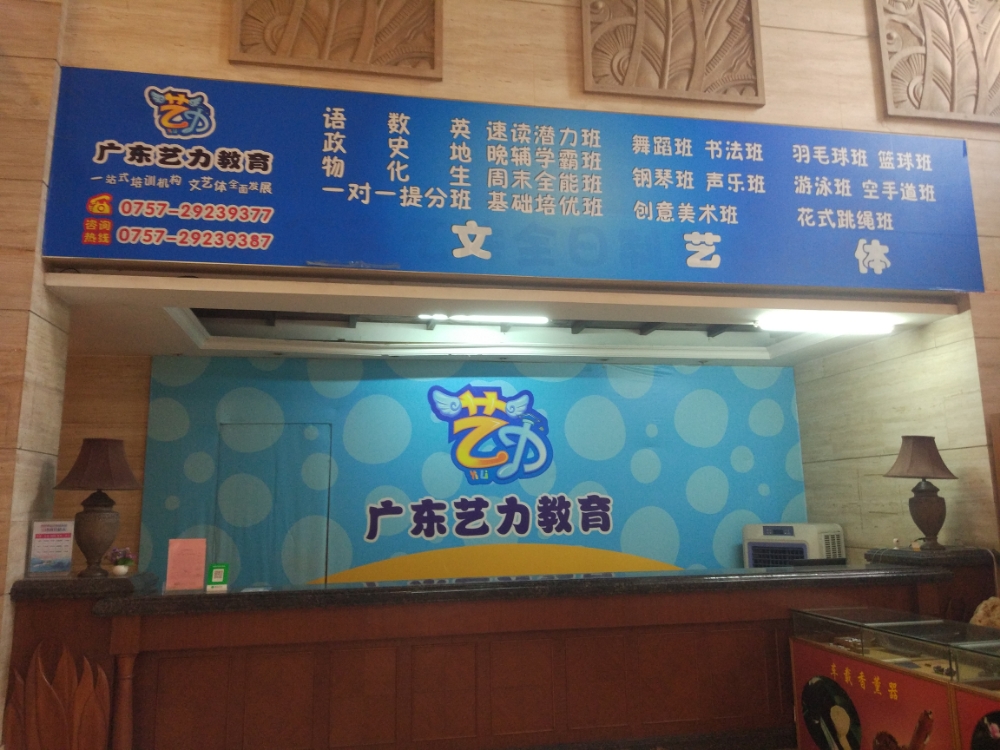 艺力
广东艺力教育
一站式培训机构 文艺体全面发展
咨询热线
0757-29239377
0757-29239387
语 数 英
政 史 地
物 化 生
一对一提分班
速读潜力班
晚辅学霸班
周末全能班
基础培优班
文
舞蹈班 书法班
钢琴班 声乐班
创意美术班
艺
羽毛球班 篮球班
游泳班 空手道班
花式跳绳班
体
艺力
广东艺力教育
车载香薰器